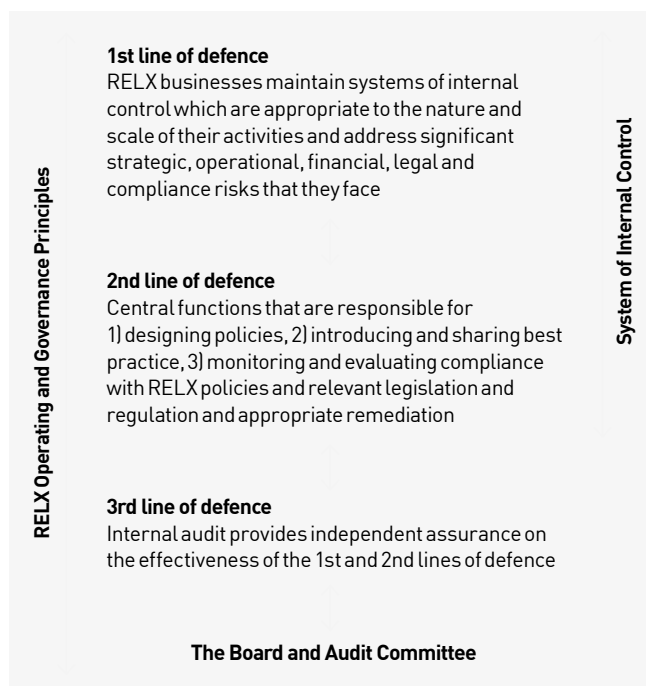 1st line of defence
RELX businesses maintain systems of internal
control which are appropriate to the nature and
scale of their activities and address significant
strategic, operational, financial, legal and
compliance risks that they face
2nd line of defence
Central functions that are responsible for
1) designing policies, 2) introducing and sharing best
practice, 3) monitoring and evaluating compliance
with RELX policies and relevant legislation and
regulation and appropriate remediation
3rd line of defence
Internal audit provides independent assurance on
the effectiveness of the 1st and 2nd lines of defence
The Board and Audit Committee
RELX Operating and Governance Principles
System of Internal Control